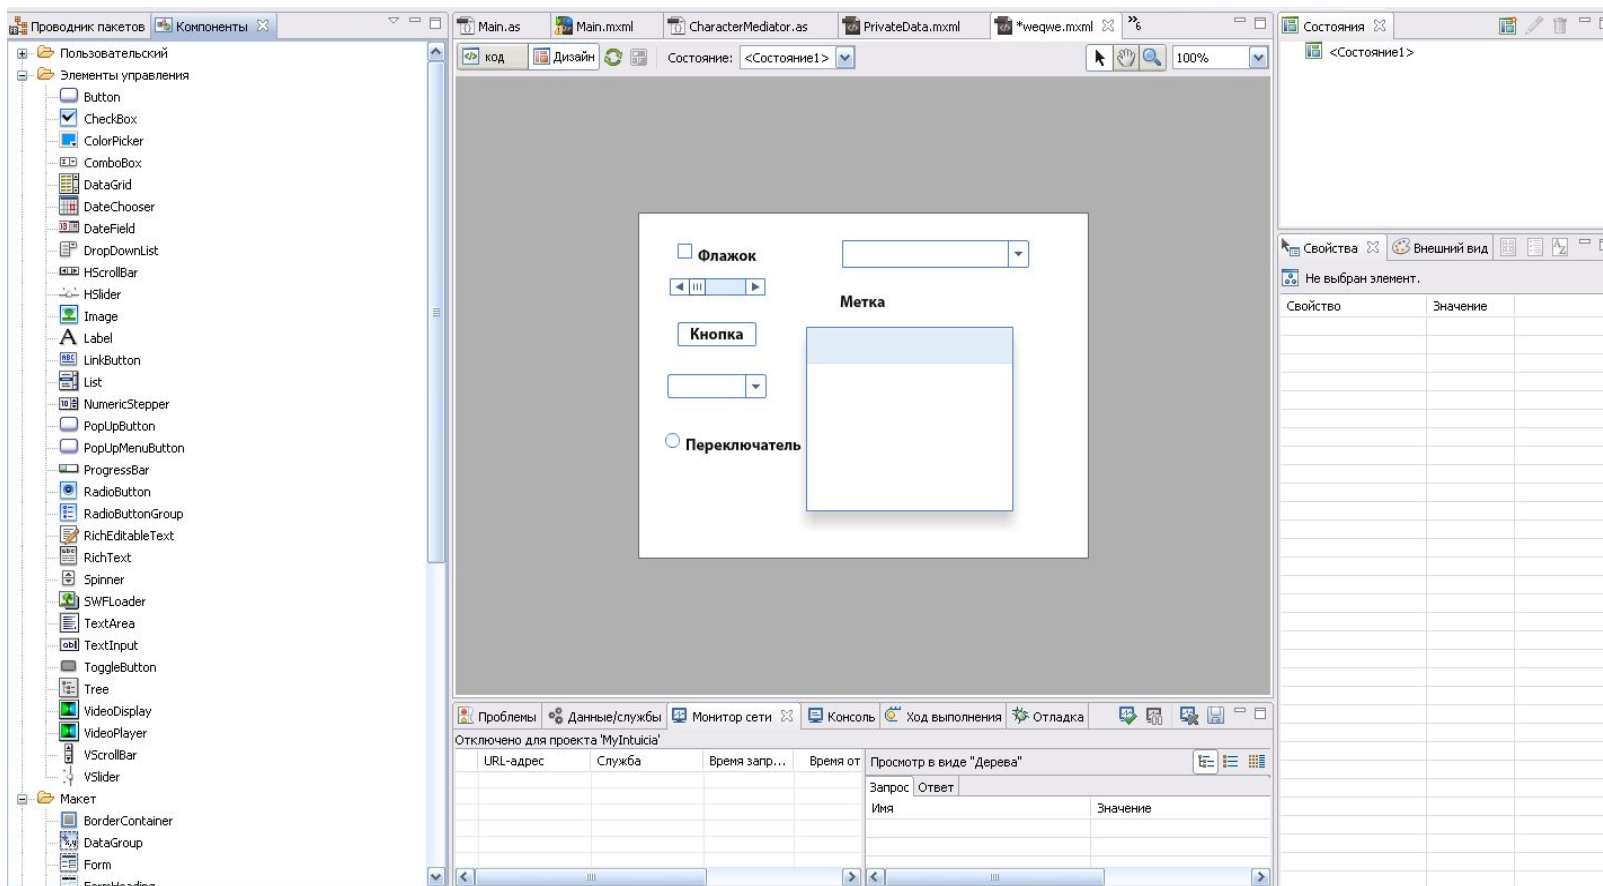 Проводник пакетов Компоненты
Пользовательский
Элементы управления
Button
CheckBox
ColorPicker
ComboBox
DataGrid
DateChooser
DateField
DropDownList
HScrollBar
HSlider
Image
Label
LinkButton
List
NumericStepper
PopUpButton
PopUpMenuButton
ProgressBar
RadioButton
RadioButtonGroup
RichEditableText
RichText
Spinner
SWFLoader
TextArea
TextInput
ToggleButton
Tree
VideoDisplay
VideoPlayer
VScrollBar
VSlider
Макет
BorderContainer
DataGroup
Form
FormHeading
Main.as Main.mxml CharacterMediator.as PrivateData.mxml *weqwe.mxml »6
код Дизайн Состояние: <Состояние1> 100%
Флажок
Метка
Кнопка
Переключатель
Проблемы Данные/службы Монитор сети Консоль Ход выполнения Отладка
Отключено для проекта 'MyIntuicia'
URL-адрес Служба Время запр... Время от
Просмотр в виде "Дерева"
Запрос Ответ
Имя Значение
Состояния
<Состояние1>
Свойства Внешний вид
Не выбран элемент.
Свойство Значение